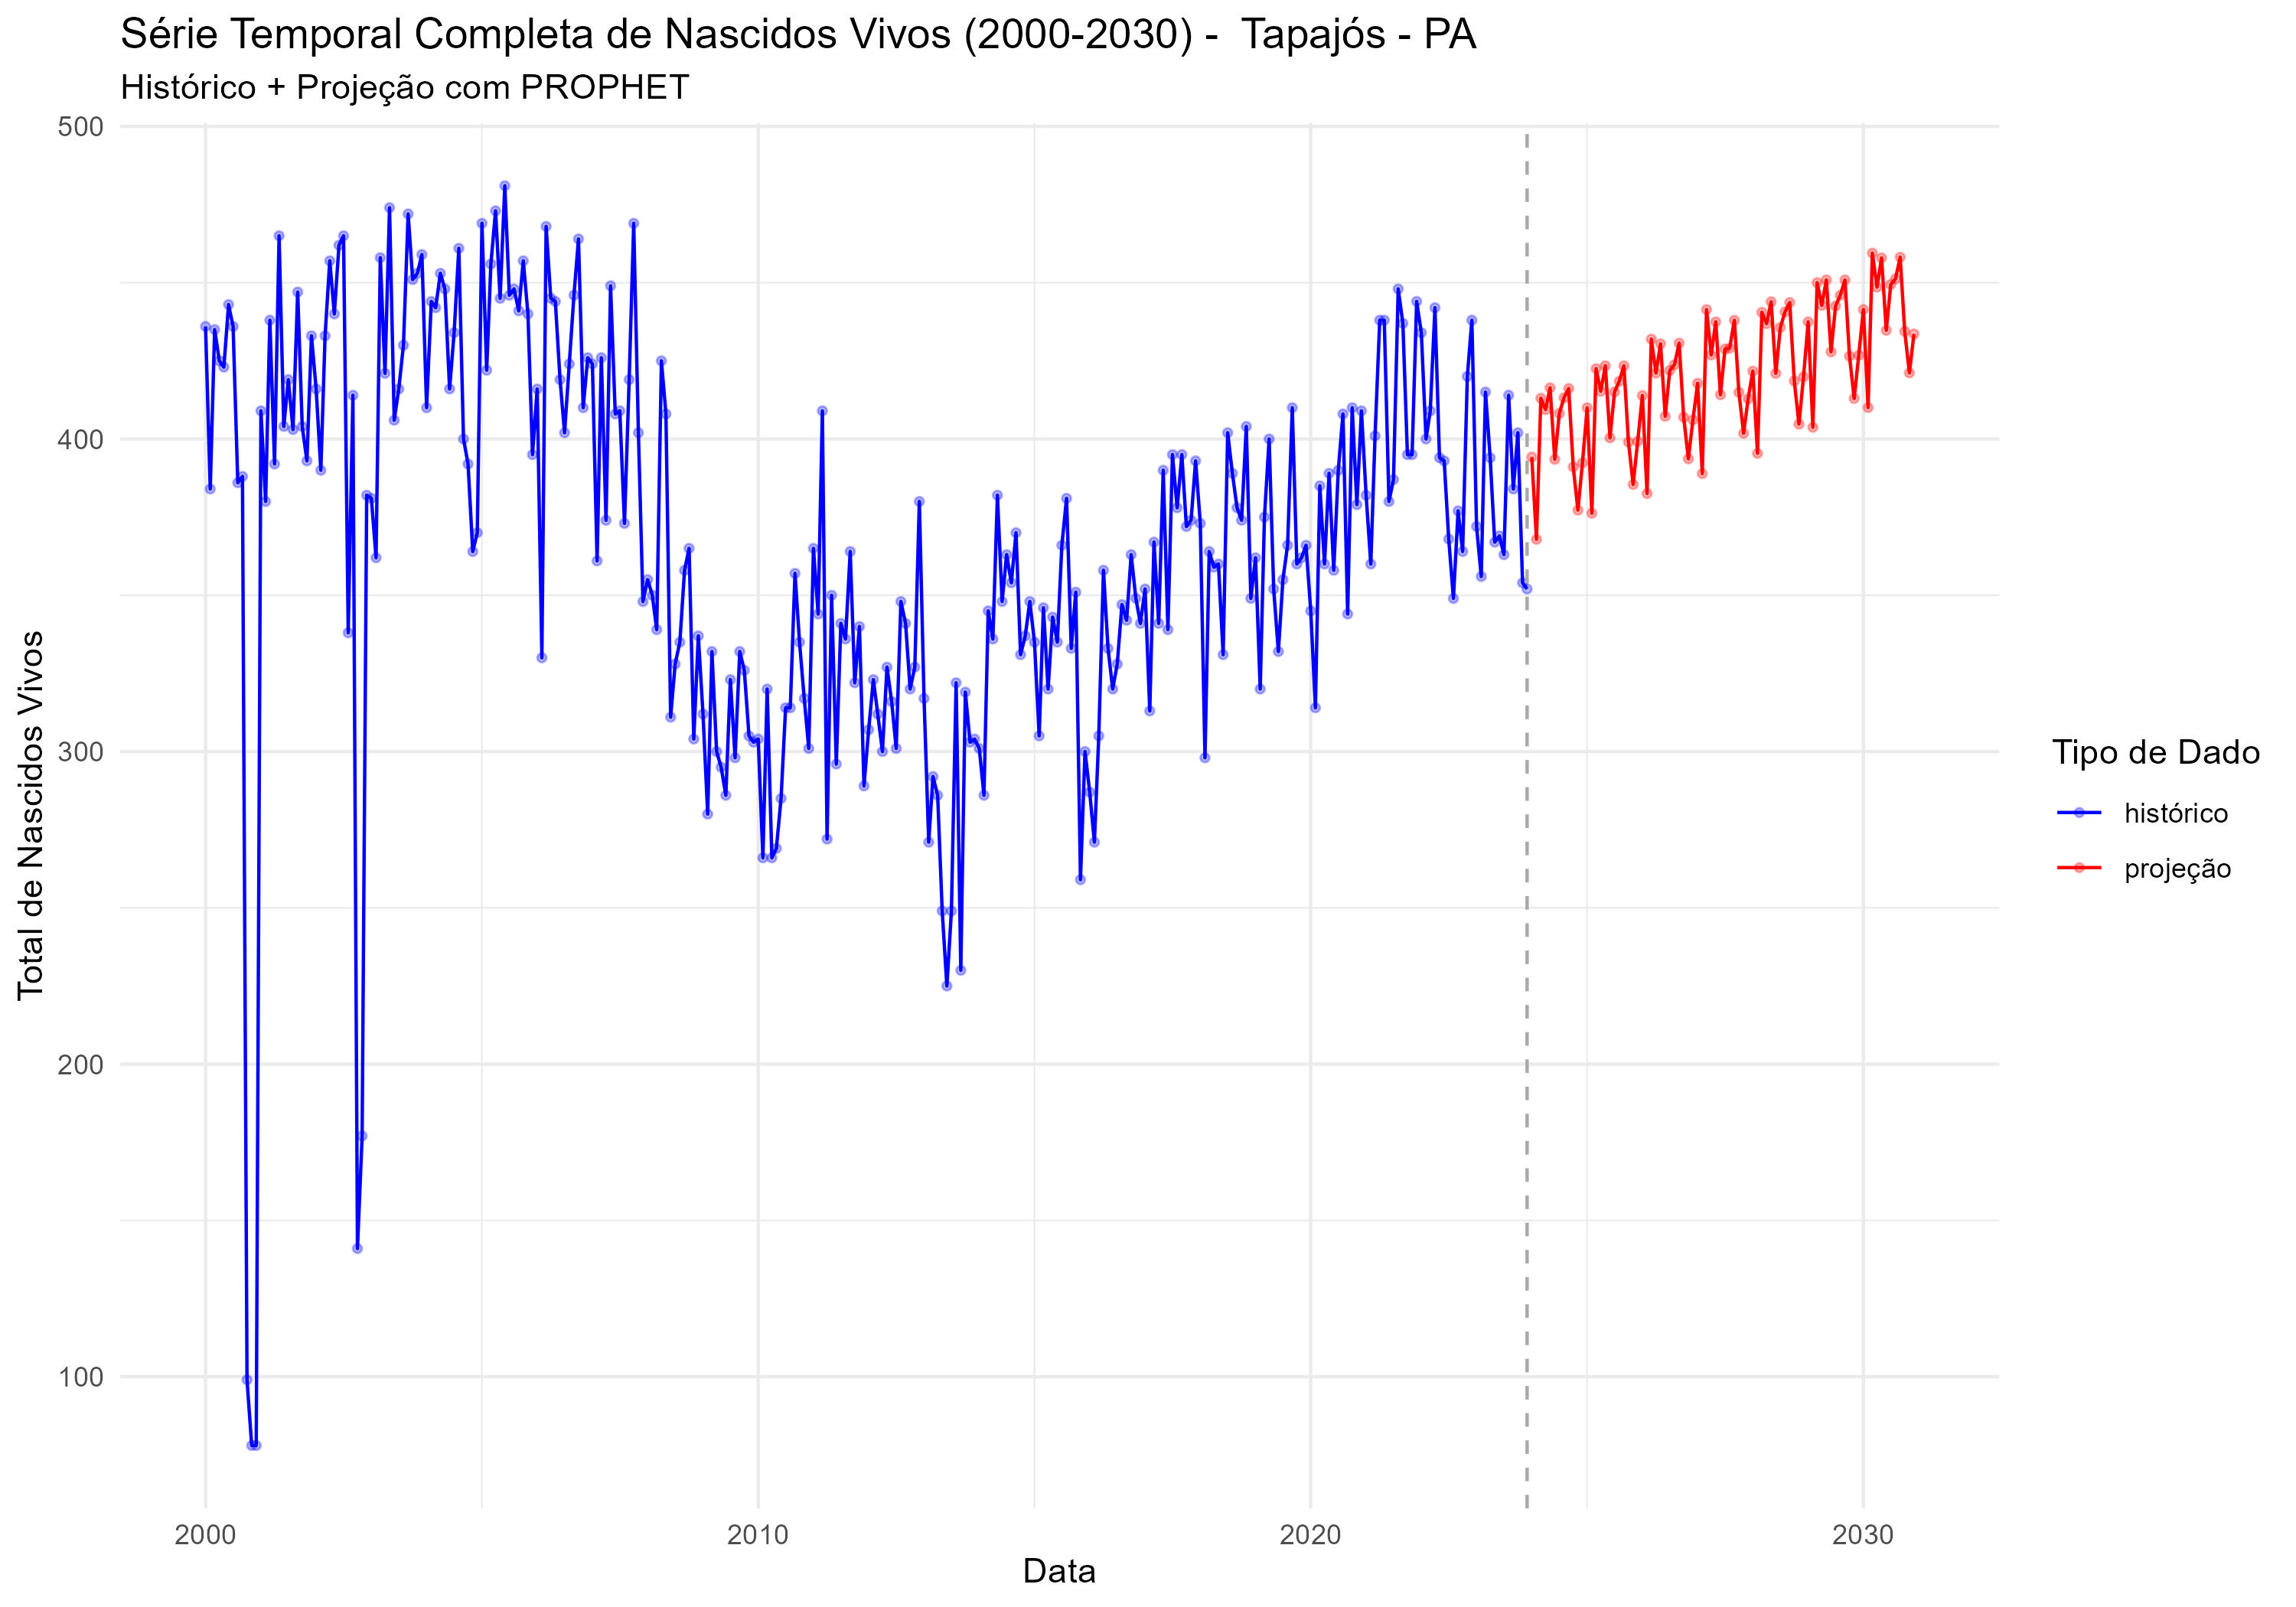 Série Temporal Completa de Nascidos Vivos (2000-2030) -  Tapajós - PA
Histórico + Projeção com PROPHET
Total de Nascidos Vivos
500
400
300
200
100
2000
2010
2020
2030
Data
Tipo de Dado
histórico
projeção